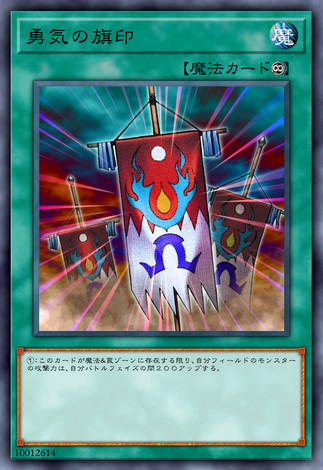 勇気の旗印
魔
【魔法カード∞】
①:このカードが魔法&罠ゾーンに存在する限り、自分フィールドのモンスター
の攻撃力は、自分バトルフェイズの間２００アップする。
10012614